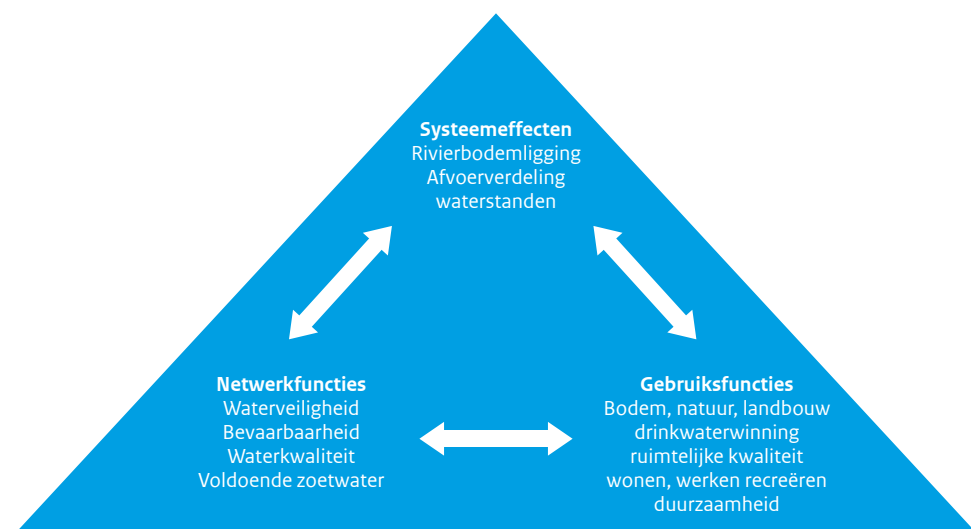 Systeemeffecten
Rivierbodemligging
Afvoerverdeling
waterstanden
Netwerkfuncties
Waterveiligheid
Bevaarbaarheid
Waterkwaliteit
Voldoende zoetwater
Gebruiksfuncties
Bodem, natuur, landbouw
drinkwaterwinning
ruimtelijke kwaliteit
wonen, werken recreëren
duurzaamheid